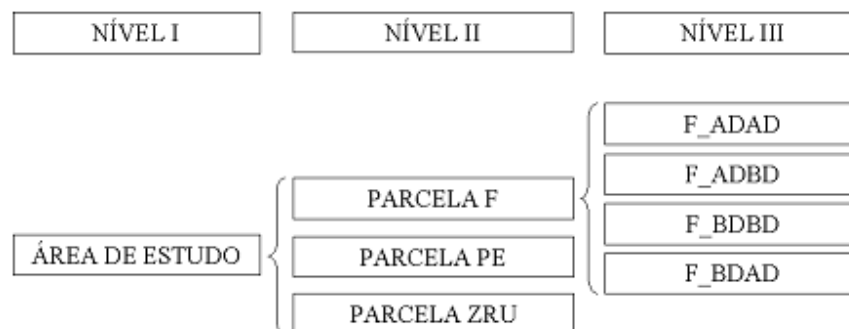 NÍVEL I
NÍVEL II
NÍVEL III
ÁREA DE ESTUDO
PARCELA F
PARCELA PE
PARCELA ZRU
F_ADAD
F_ADBD
F_BDBD
F_BDAD